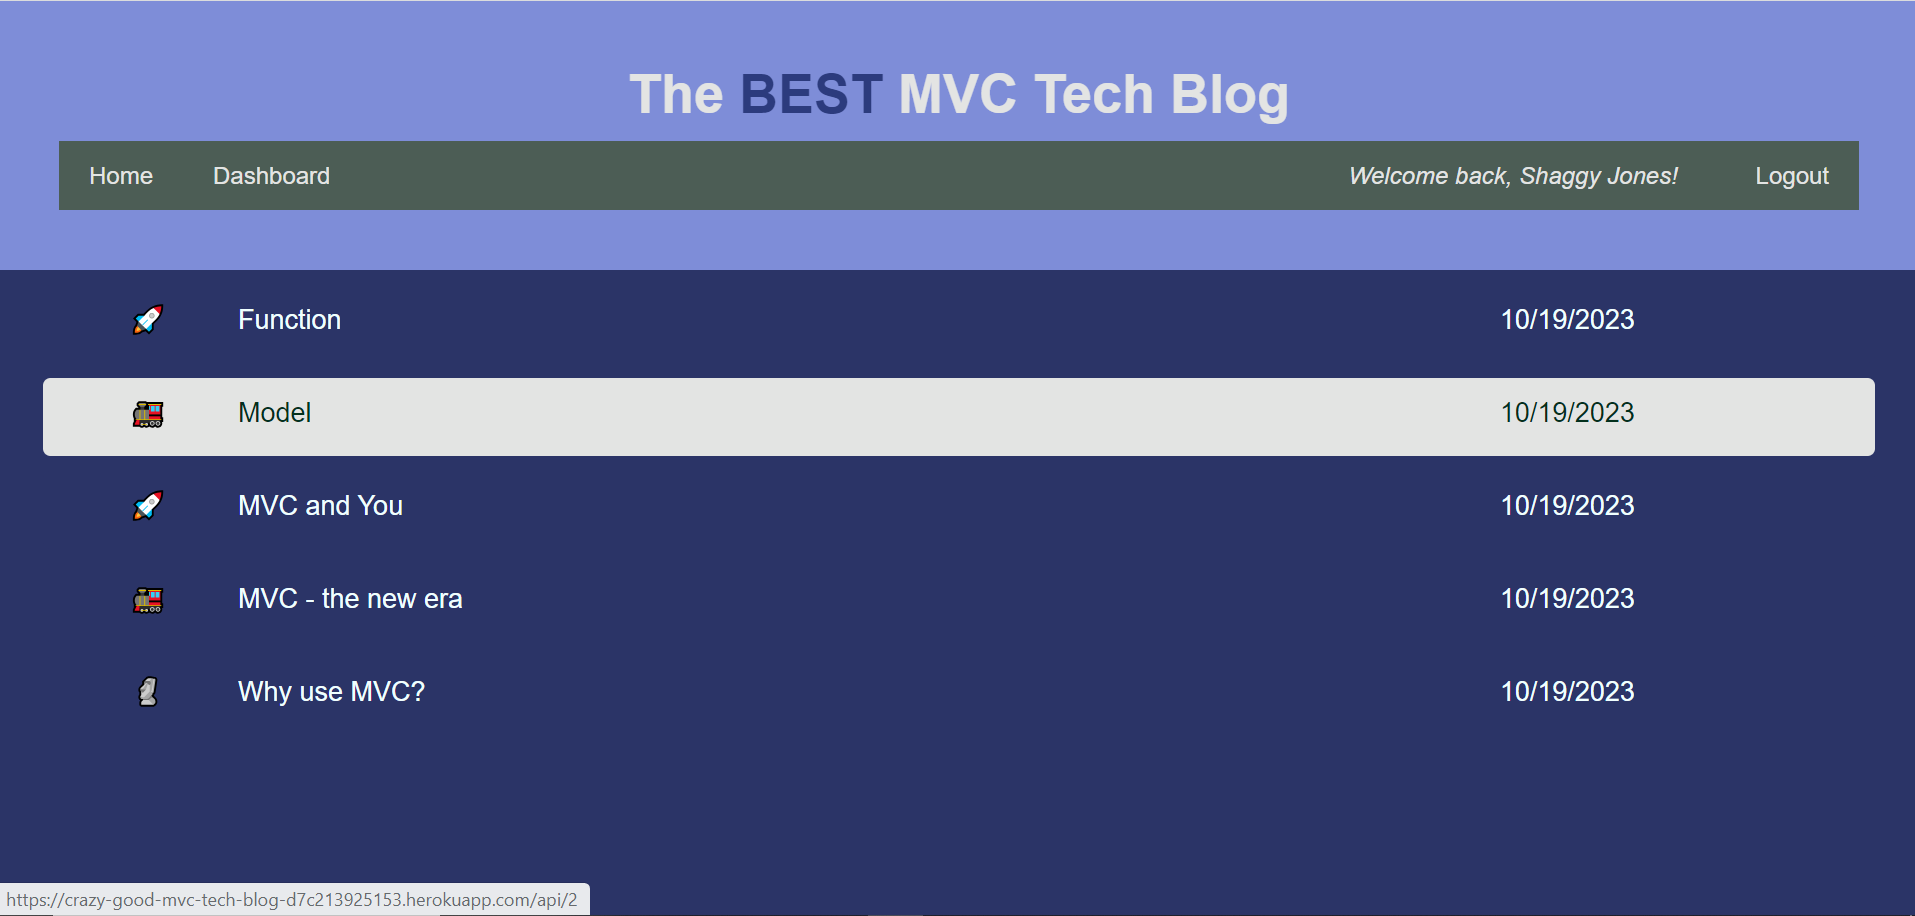 The BEST MVC Tech Blog
Home Dashboard Welcome back, Shaggy Jones! Logout
Function 10/19/2023
Model 10/19/2023
MVC and You 10/19/2023
MVC - the new era 10/19/2023
Why use MVC? 10/19/2023
https://crazy-good-mvc-tech-blog-d7c213925153.herokuapp.com/api/2